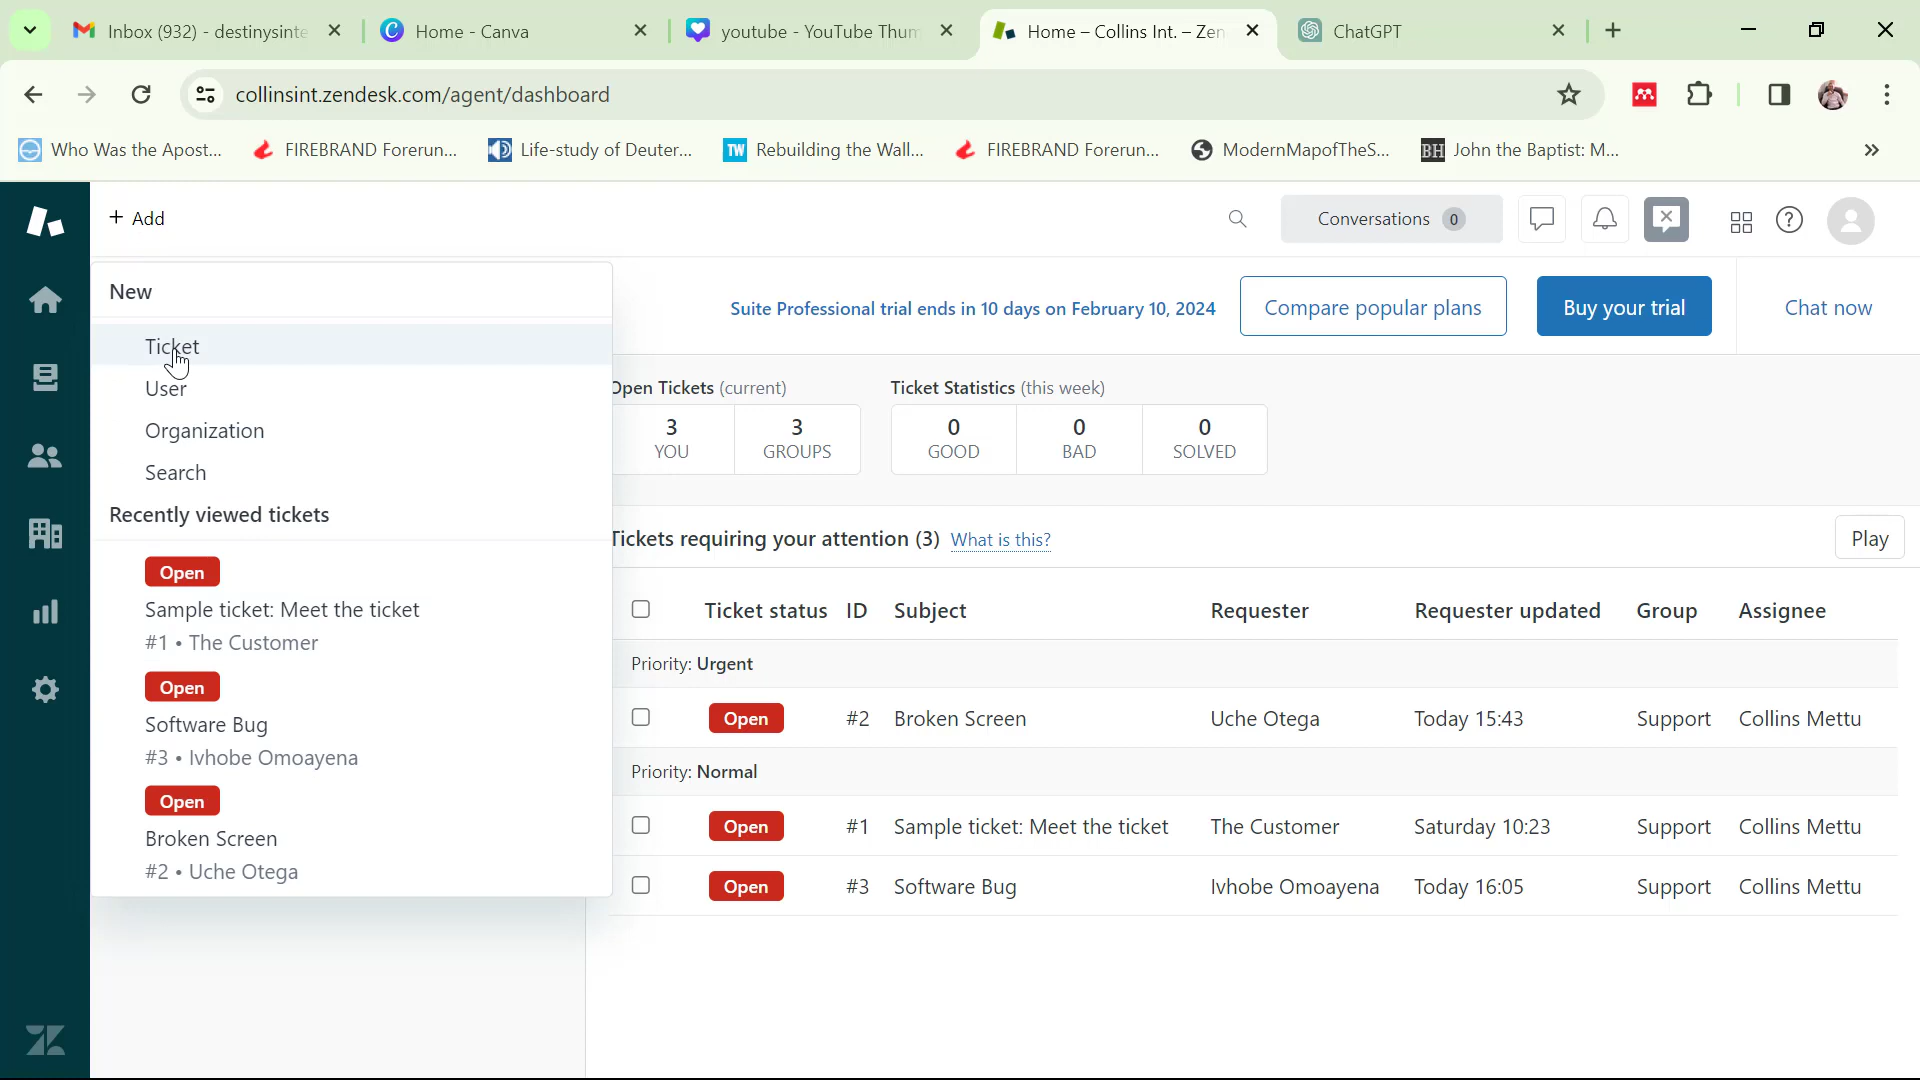 Inbox (932) - destinysinte
Home - Canva
youtube - YouTube Thum
Home – Collins Int. – Zen
ChatGPT
collinsint.zendesk.com/agent/dashboard
Who Was the Apost...
FIREBRAND Forerun...
Life-study of Deuter...
TW Rebuilding the Wall...
FIREBRAND Forerun...
ModernMapofTheS...
BH John the Baptist: M...
+ Add
Conversations 0
New
Ticket
User
Organization
Search
Recently viewed tickets
Open
Sample ticket: Meet the ticket
#1 • The Customer
Open
Software Bug
#3 • Ivhobe Omoayena
Open
Broken Screen
#2 • Uche Otega
Suite Professional trial ends in 10 days on February 10, 2024
Compare popular plans
Buy your trial
Chat now
Open Tickets (current)
3
YOU
3
GROUPS
Ticket Statistics (this week)
0
GOOD
0
BAD
0
SOLVED
Tickets requiring your attention (3) What is this?
Play
Ticket status ID Subject Requester Requester updated Group Assignee
Priority: Urgent
Open #2 Broken Screen Uche Otega Today 15:43 Support Collins Mettu
Priority: Normal
Open #1 Sample ticket: Meet the ticket The Customer Saturday 10:23 Support Collins Mettu
Open #3 Software Bug Ivhobe Omoayena Today 16:05 Support Collins Mettu